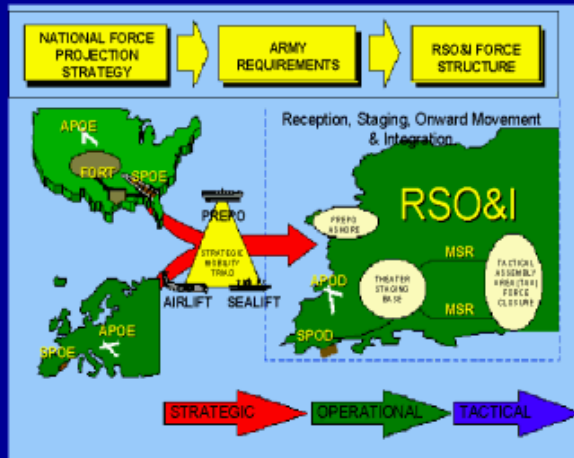 NATIONAL FORCE
PROJECTION
STRATEGY
ARMY
REQUIREMENTS
RSO&I FORCE
STRUCTURE
Reception, Staging, Onward Movement
& Integration
APOE
FORT
SPOE
PREPO
STRATEGIC
MOBILITY
TRIAD
AIRLIFT
SEALIFT
APOE
SPOE
RSO&I
PREPO
ASHORE
APOD
SPOD
THEATER
STAGING
BASE
MSR
MSR
TACTICAL
ASSEMBLY
AREA (TAA)
FORCE
CLOSURE
STRATEGIC
OPERATIONAL
TACTICAL